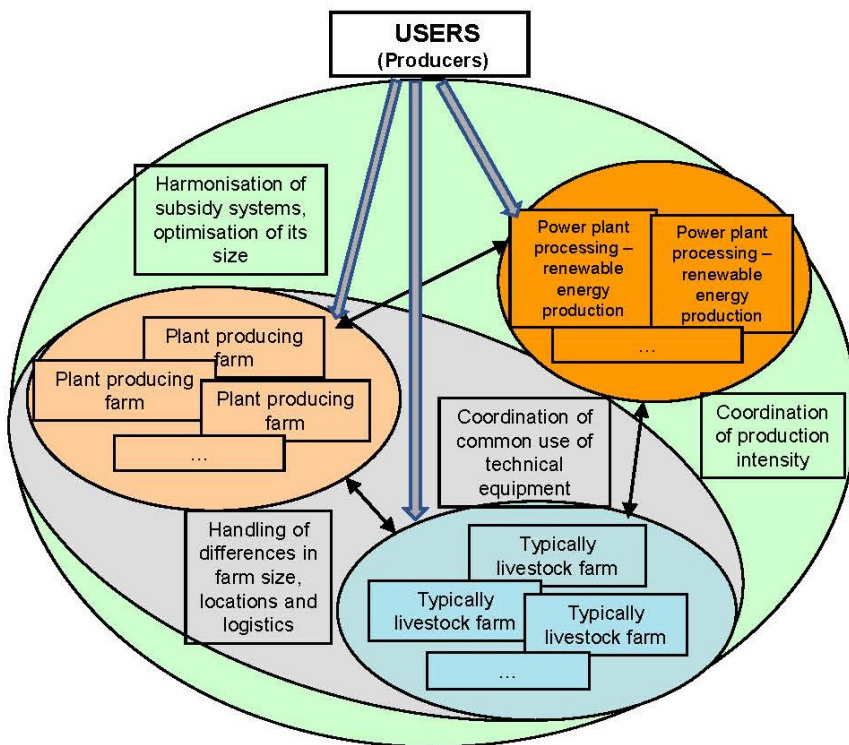 USERS
(Producers)
Harmonisation of
subsidy systems,
optimisation of its
size
Power plant
processing –
renewable
energy
production
Power plant
processing –
renewable
energy
production
...
Plant producing
farm
Plant producing
farm
Plant producing
farm
...
Coordination of
common use of
technical
equipment
Coordination
of production
intensity
Handling of
differences in
farm size,
locations and
logistics
Typically
livestock farm
Typically
livestock farm
Typically
livestock farm
...